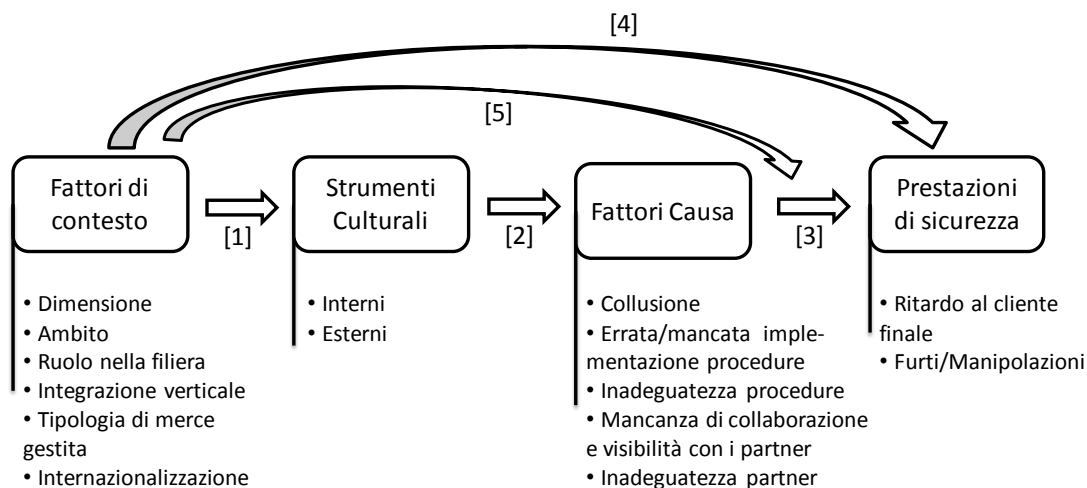 [4]
[5]
Fattori di
contesto
[1]
Strumenti
Culturali
[2]
Fattori Causa
[3]
Prestazioni
di sicurezza
• Dimensione
• Ambito
• Ruolo nella filiera
• Integrazione verticale
• Tipologia di merce
gestita
• Internazionalizzazione
• Interni
• Esterni
• Collusione
• Errata/mancata imple-
mentazione procedure
• Inadeguatezza procedure
• Mancanza di collaborazione
e visibilità con i partner
• Inadeguatezza partner
• Ritardo al cliente
finale
• Furti/Manipolazioni